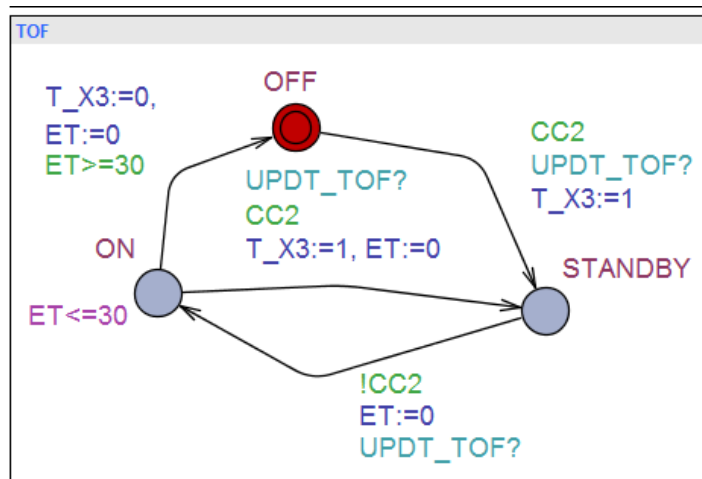 TOF
OFF
T_X3:=0,
ET:=0
ET>=30
CC2
UPDT_TOF?
T_X3:=1
UPDT_TOF?
CC2
T_X3:=1, ET:=0
ON
STANDBY
ET<=30
!CC2
ET:=0
UPDT_TOF?